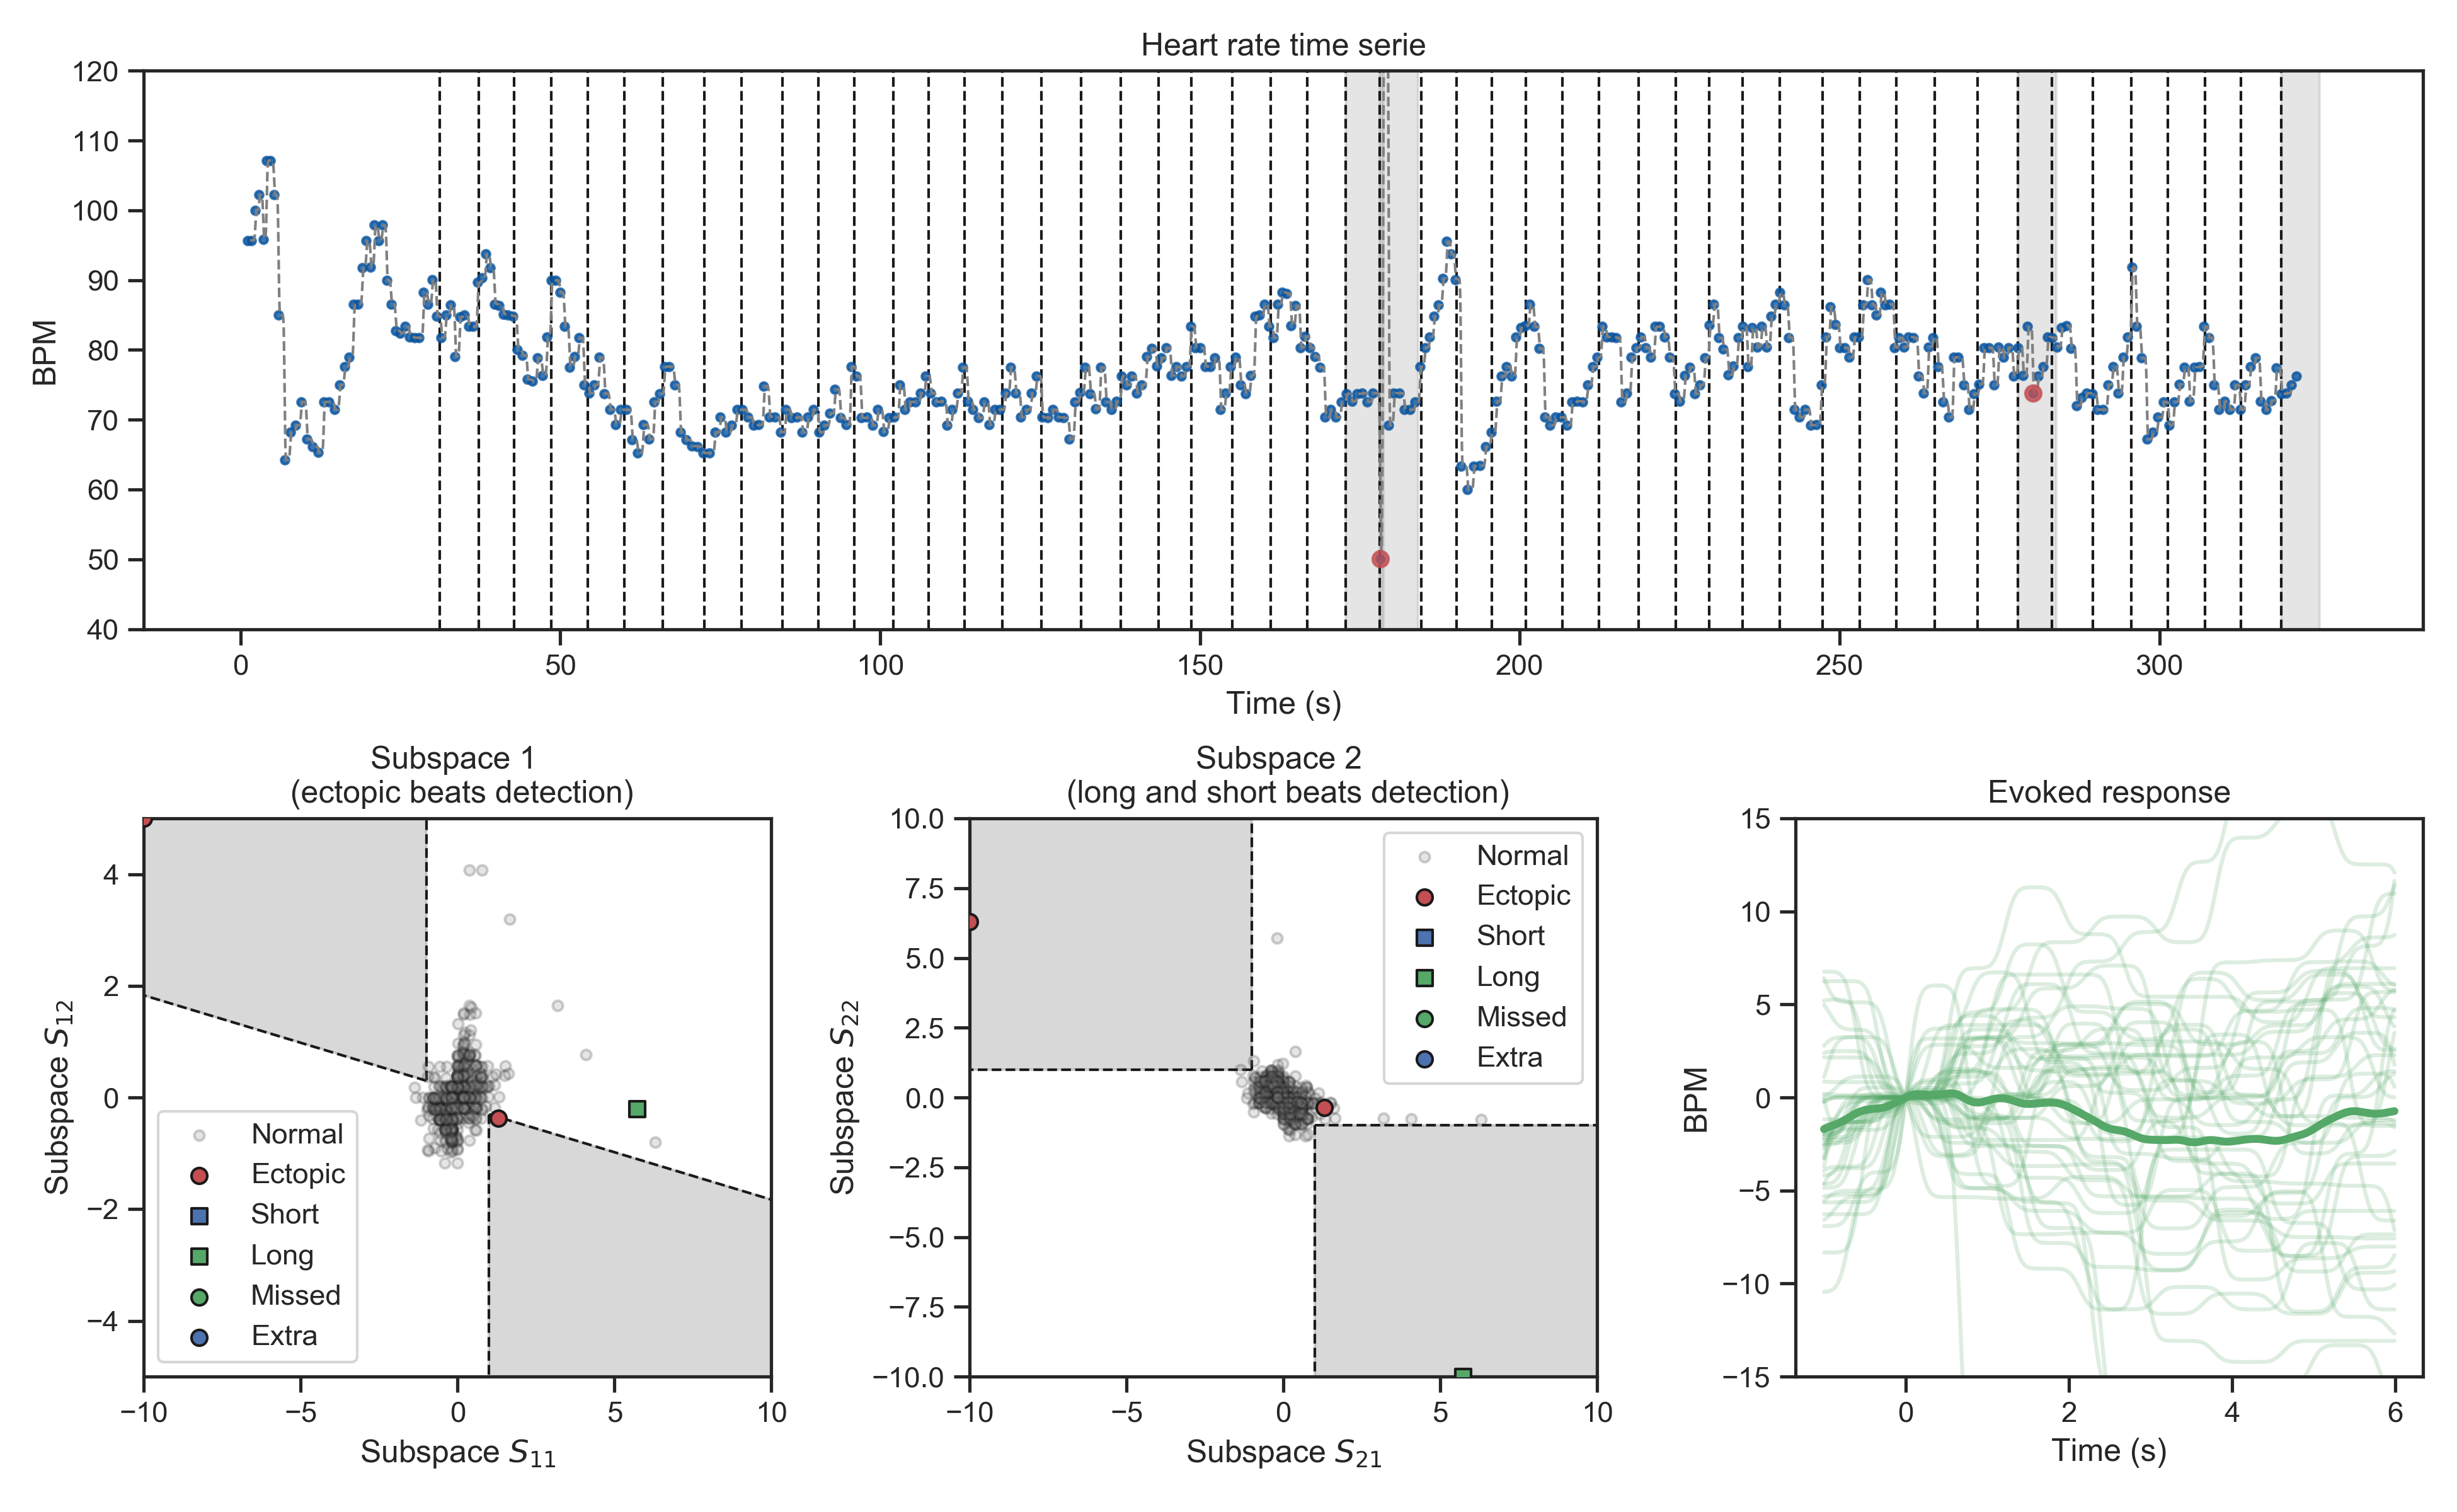 Heart rate time serie
120
110
100
90
80
70
60
50
40
BPM
0 50 100 150 200 250 300
Time (s)
Subspace 1
(ectopic beats detection)
4
2
0
−2
−4
Subspace S12
Normal
Ectopic
Short
Long
Missed
Extra
−10 −5 0 5 10
Subspace S11
Subspace 2
(long and short beats detection)
10.0
7.5
5.0
2.5
0.0
−2.5
−5.0
−7.5
−10.0
Subspace S22
Normal
Ectopic
Short
Long
Missed
Extra
−10 −5 0 5 10
Subspace S21
Evoked response
15
10
5
0
−5
−10
−15
BPM
0 2 4 6
Time (s)